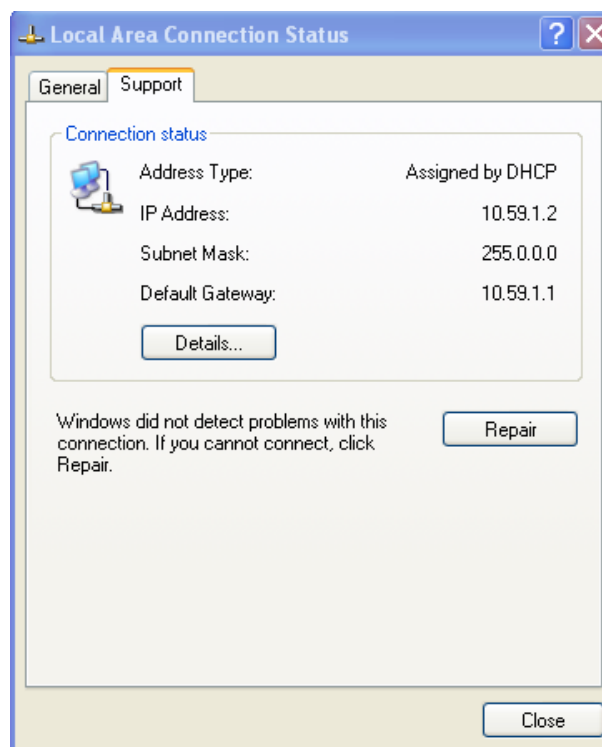 Local Area Connection Status
General Support
Connection status
Address Type: Assigned by DHCP
IP Address: 10.59.1.2
Subnet Mask: 255.0.0.0
Default Gateway: 10.59.1.1
Details...
Windows did not detect problems with this
connection. If you cannot connect, click
Repair.
Repair
Close